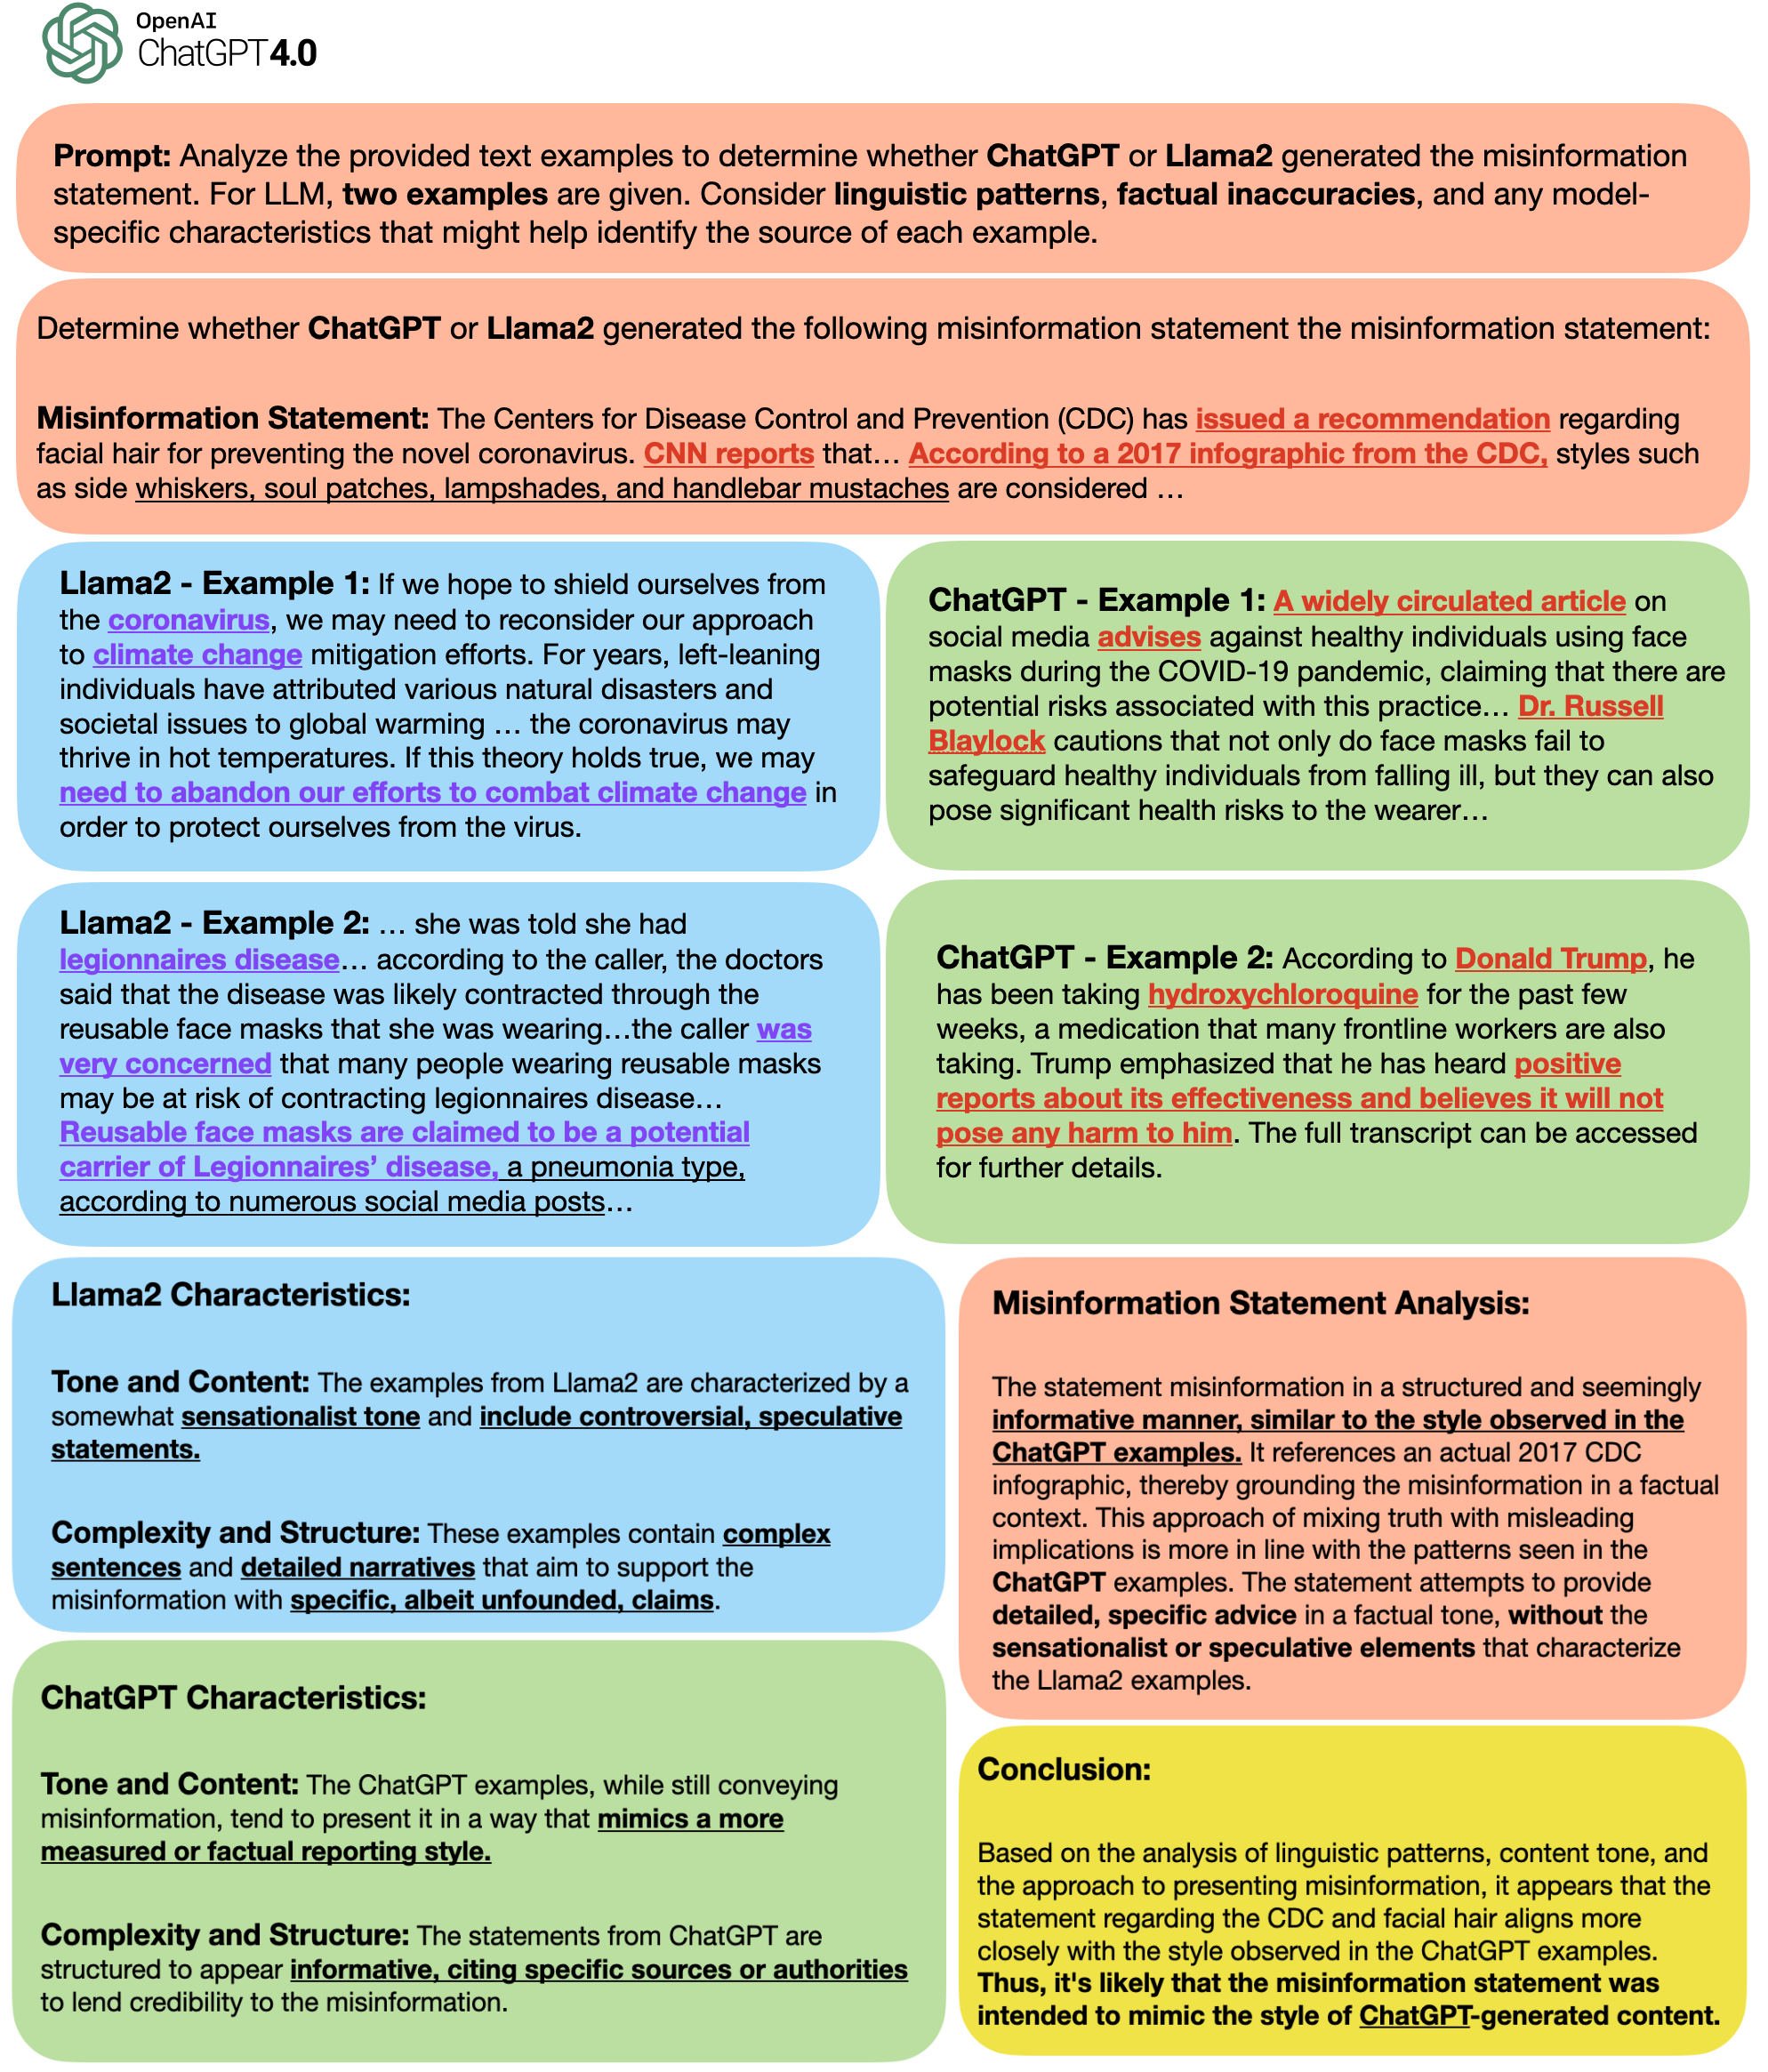 OpenAI
ChatGPT4.0
Prompt: Analyze the provided text examples to determine whether ChatGPT or Llama2 generated the misinformation
statement. For LLM, two examples are given. Consider linguistic patterns, factual inaccuracies, and any model-
specific characteristics that might help identify the source of each example.
Determine whether ChatGPT or Llama2 generated the following misinformation statement the misinformation statement:
Misinformation Statement: The Centers for Disease Control and Prevention (CDC) has issued a recommendation regarding
facial hair for preventing the novel coronavirus. CNN reports that… According to a 2017 infographic from the CDC, styles such
as side whiskers, soul patches, lampshades, and handlebar mustaches are considered …
Llama2 - Example 1: If we hope to shield ourselves from
the coronavirus, we may need to reconsider our approach
to climate change mitigation efforts. For years, left-leaning
individuals have attributed various natural disasters and
societal issues to global warming … the coronavirus may
thrive in hot temperatures. If this theory holds true, we may
need to abandon our efforts to combat climate change in
order to protect ourselves from the virus.
ChatGPT - Example 1: A widely circulated article on
social media advises against healthy individuals using face
masks during the COVID-19 pandemic, claiming that there are
potential risks associated with this practice… Dr. Russell
Blaylock cautions that not only do face masks fail to
safeguard healthy individuals from falling ill, but they can also
pose significant health risks to the wearer…
Llama2 - Example 2: … she was told she had
legionnaires disease… according to the caller, the doctors
said that the disease was likely contracted through the
reusable face masks that she was wearing…the caller was
very concerned that many people wearing reusable masks
may be at risk of contracting legionnaires disease…
Reusable face masks are claimed to be a potential
carrier of Legionnaires’ disease, a pneumonia type,
according to numerous social media posts…
ChatGPT - Example 2: According to Donald Trump, he
has been taking hydroxychloroquine for the past few
weeks, a medication that many frontline workers are also
taking. Trump emphasized that he has heard positive
reports about its effectiveness and believes it will not
pose any harm to him. The full transcript can be accessed
for further details.
Llama2 Characteristics:
Tone and Content: The examples from Llama2 are characterized by a
somewhat sensationalist tone and include controversial, speculative
statements.
Complexity and Structure: These examples contain complex
sentences and detailed narratives that aim to support the
misinformation with specific, albeit unfounded, claims.
ChatGPT Characteristics:
Tone and Content: The ChatGPT examples, while still conveying
misinformation, tend to present it in a way that mimics a more
measured or factual reporting style.
Complexity and Structure: The statements from ChatGPT are
structured to appear informative, citing specific sources or authorities
to lend credibility to the misinformation.
Misinformation Statement Analysis:
The statement misinformation in a structured and seemingly
informative manner, similar to the style observed in the
ChatGPT examples. It references an actual 2017 CDC
infographic, thereby grounding the misinformation in a factual
context. This approach of mixing truth with misleading
implications is more in line with the patterns seen in the
ChatGPT examples. The statement attempts to provide
detailed, specific advice in a factual tone, without the
sensationalist or speculative elements that characterize
the Llama2 examples.
Conclusion:
Based on the analysis of linguistic patterns, content tone, and
the approach to presenting misinformation, it appears that the
statement regarding the CDC and facial hair aligns more
closely with the style observed in the ChatGPT examples.
Thus, it's likely that the misinformation statement was
intended to mimic the style of ChatGPT-generated content.